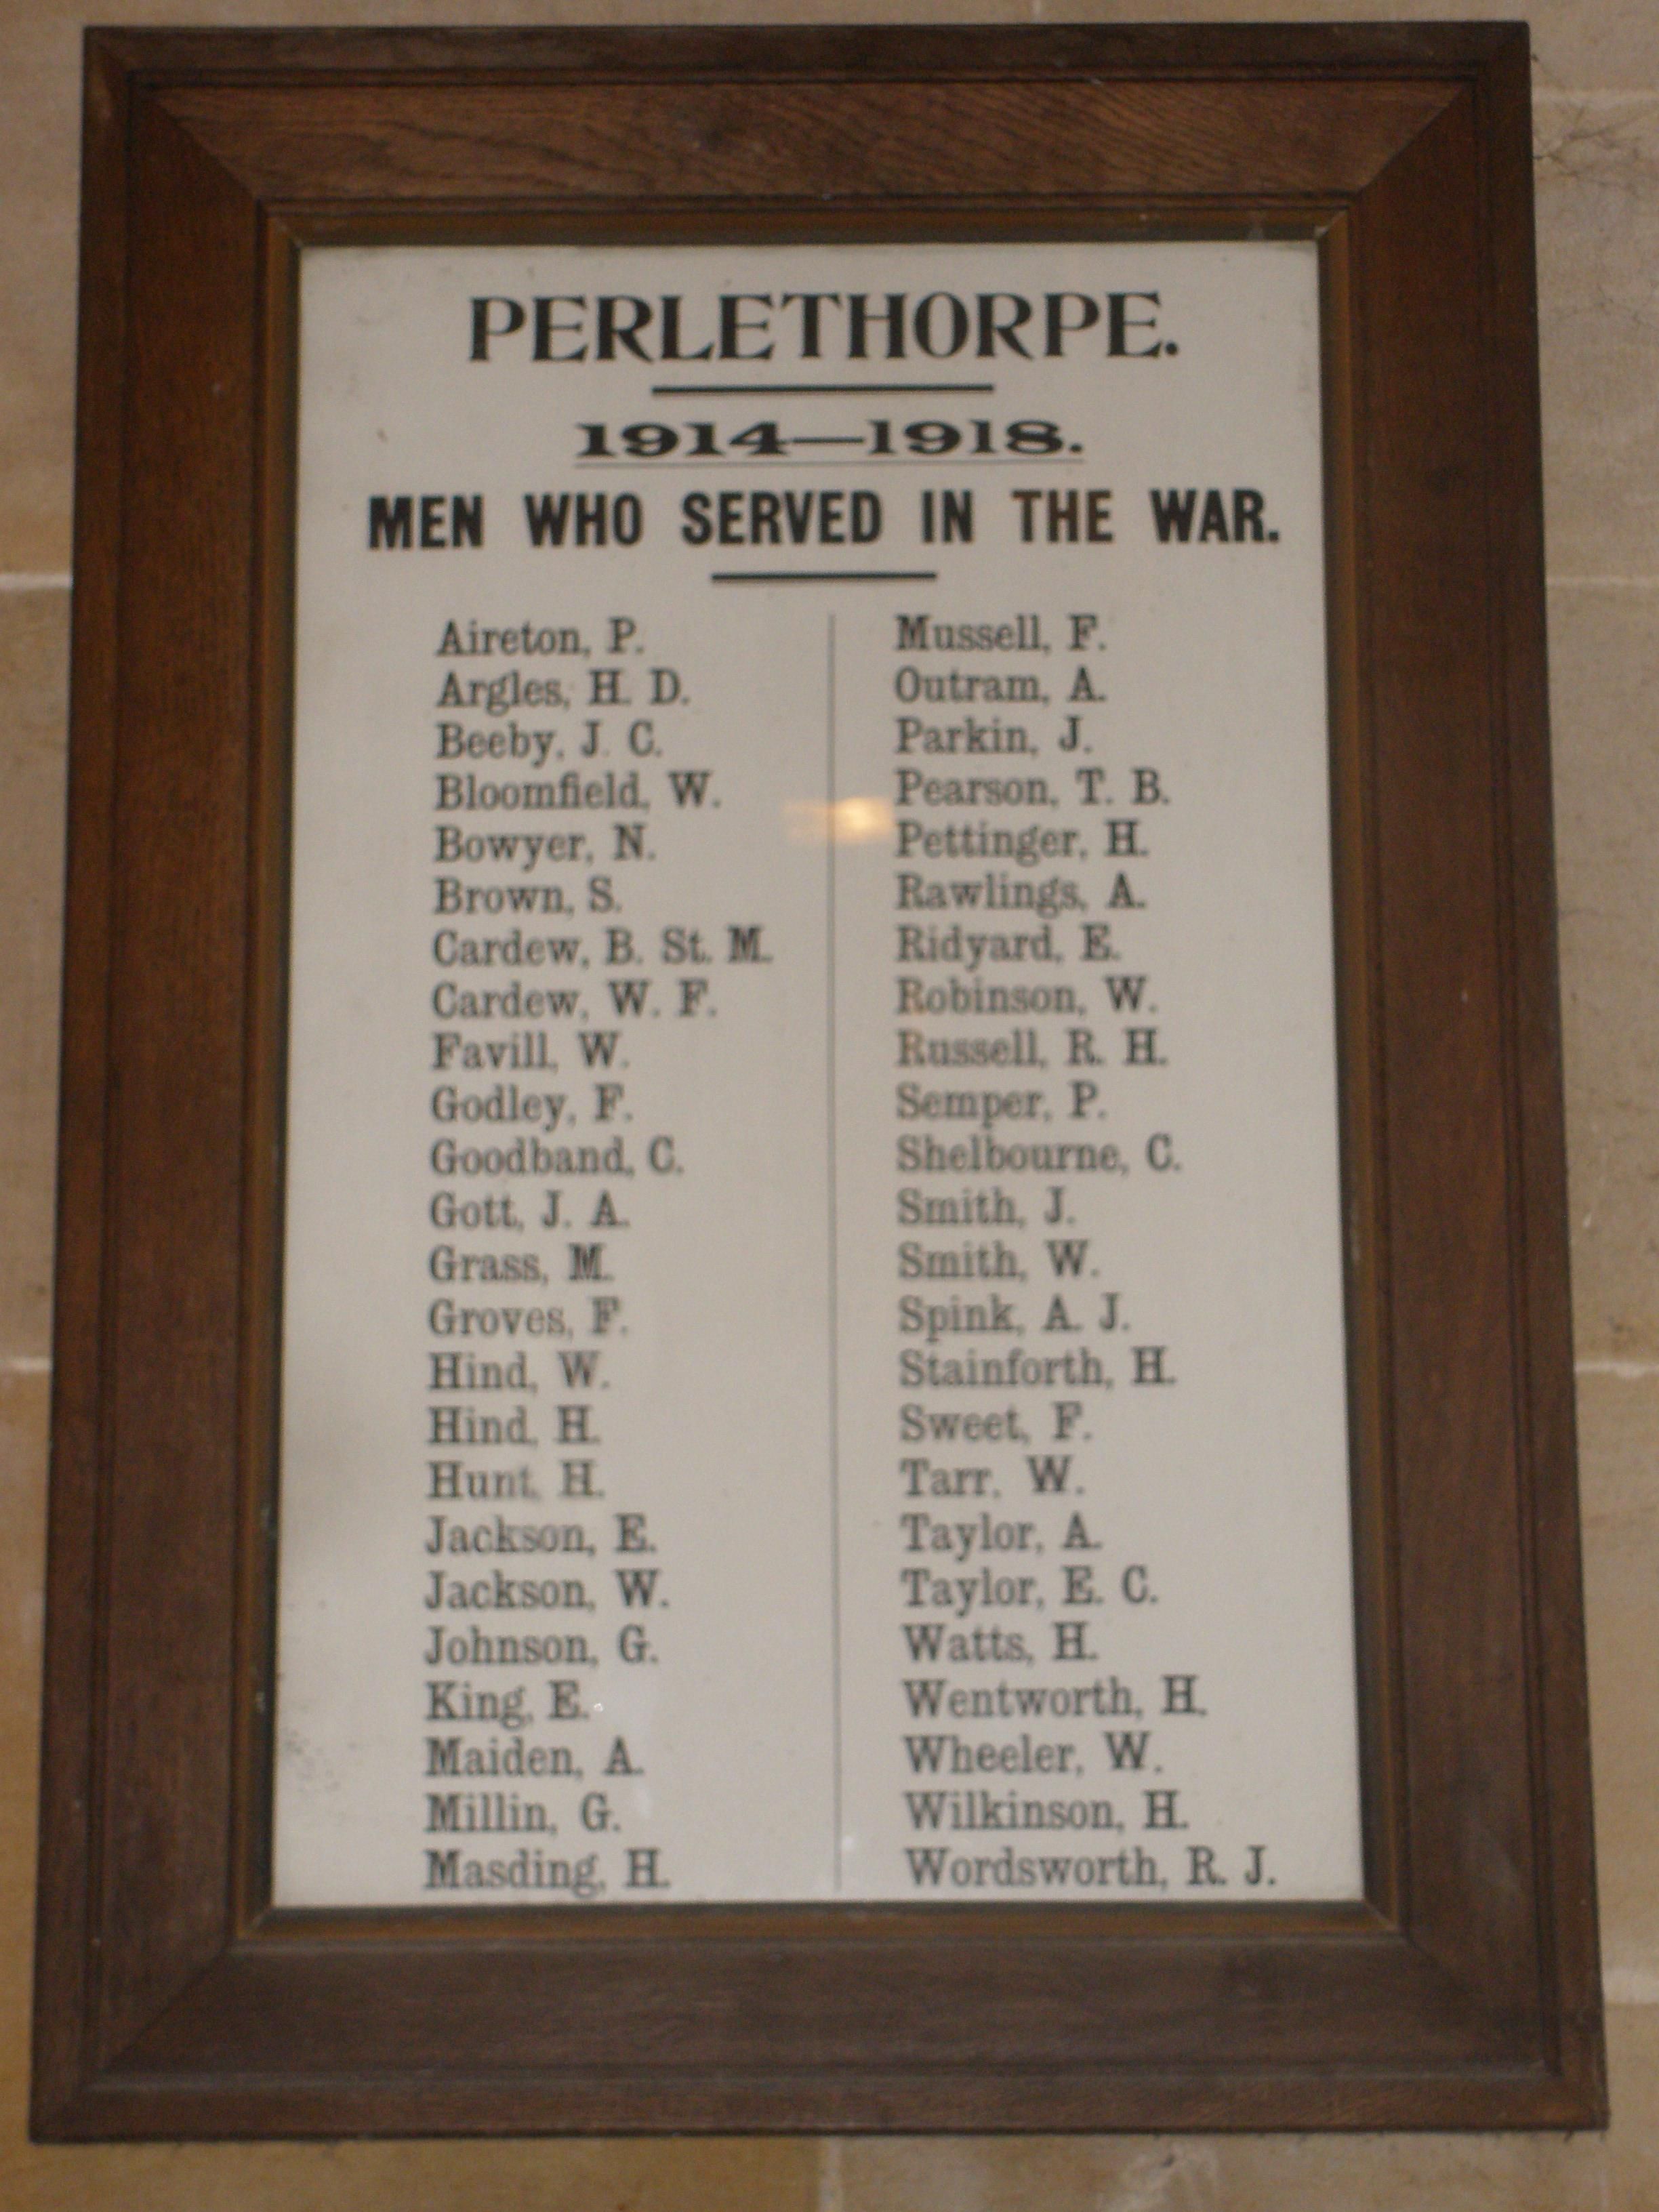 PERLETHORPE.
1914—1918.
MEN WHO SERVED IN THE WAR.
Aireton, P.
Argles, H. D.
Beeby, J. C.
Bloomfield, W.
Bowyer, N.
Brown, S.
Cardew, B. St. M.
Cardew, W. F.
Favill, W.
Godley, F.
Goodband, C.
Gott, J. A.
Grass, M.
Groves, F.
Hind, W.
Hind, H.
Hunt, H.
Jackson, E.
Jackson, W.
Johnson, G.
King, E.
Maiden, A.
Millin, G.
Masding, H.
Mussell, F.
Outram, A.
Parkin, J.
Pearson, T. B.
Pettinger, H.
Rawlings, A.
Ridyard, E.
Robinson, W.
Russell, R. H.
Semper, P.
Shelbourne, C.
Smith, J.
Smith, W.
Spink, A. J.
Stainforth, H.
Sweet, F.
Tarr, W.
Taylor, A.
Taylor, E. C.
Watts, H.
Wentworth, H.
Wheeler, W.
Wilkinson, H.
Wordsworth, R. J.